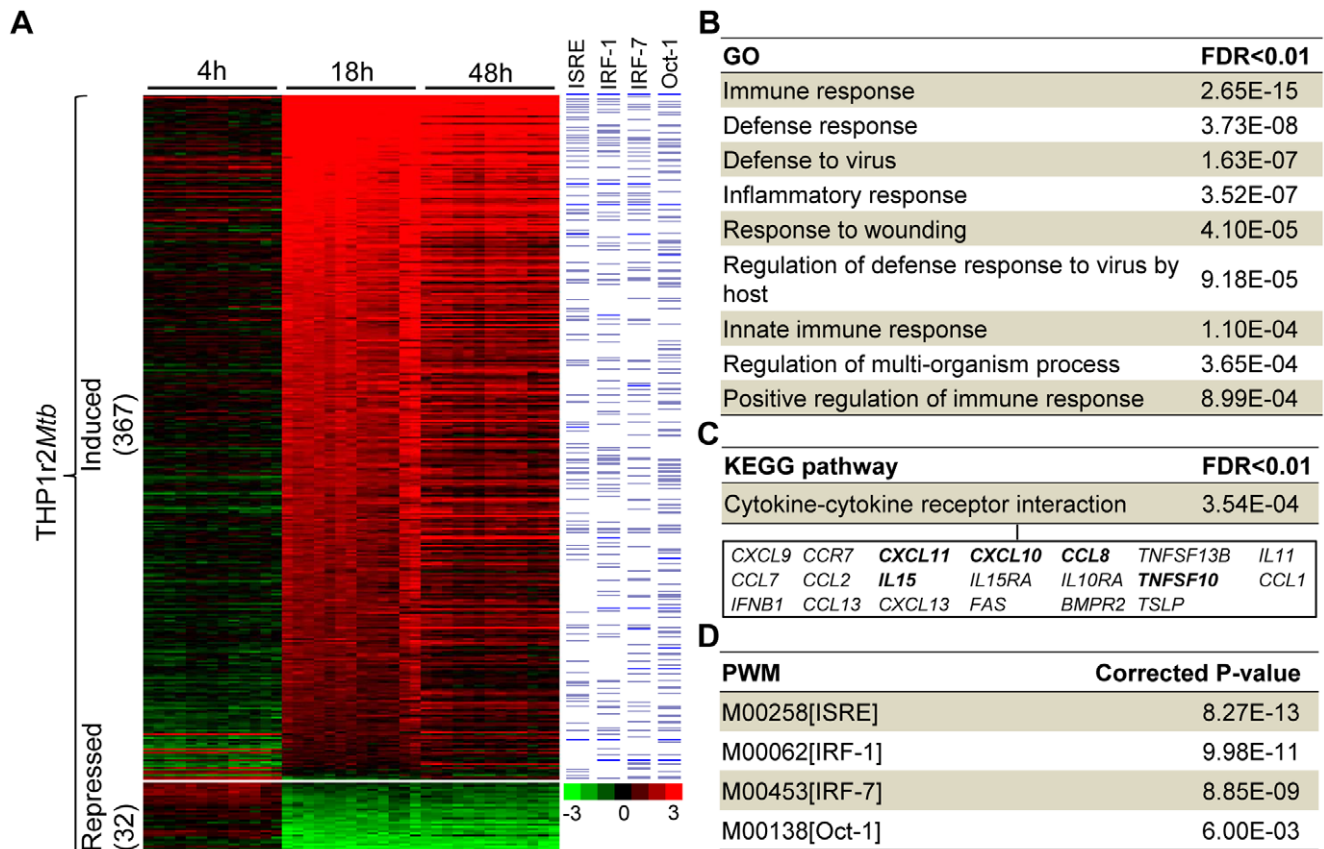 A
4h 18h 48h
ISRE
IRF-1
IRF-7
Oct-1
THP1r2Mtb
Induced
(367)
Repressed
(32)
-3 0 3
B
GO FDR<0.01
Immune response 2.65E-15
Defense response 3.73E-08
Defense to virus 1.63E-07
Inflammatory response 3.52E-07
Response to wounding 4.10E-05
Regulation of defense response to virus by
host 9.18E-05
Innate immune response 1.10E-04
Regulation of multi-organism process 3.65E-04
Positive regulation of immune response 8.99E-04
C
KEGG pathway FDR<0.01
Cytokine-cytokine receptor interaction 3.54E-04
CXCL9 CCR7 CXCL11 CXCL10 CCL8 TNFSF13B IL11
CCL7 CCL2 IL15 IL15RA IL10RA TNFSF10 CCL1
IFNB1 CCL13 CXCL13 FAS BMPR2 TSLP
D
PWM Corrected P-value
M00258[ISRE] 8.27E-13
M00062[IRF-1] 9.98E-11
M00453[IRF-7] 8.85E-09
M00138[Oct-1] 6.00E-03